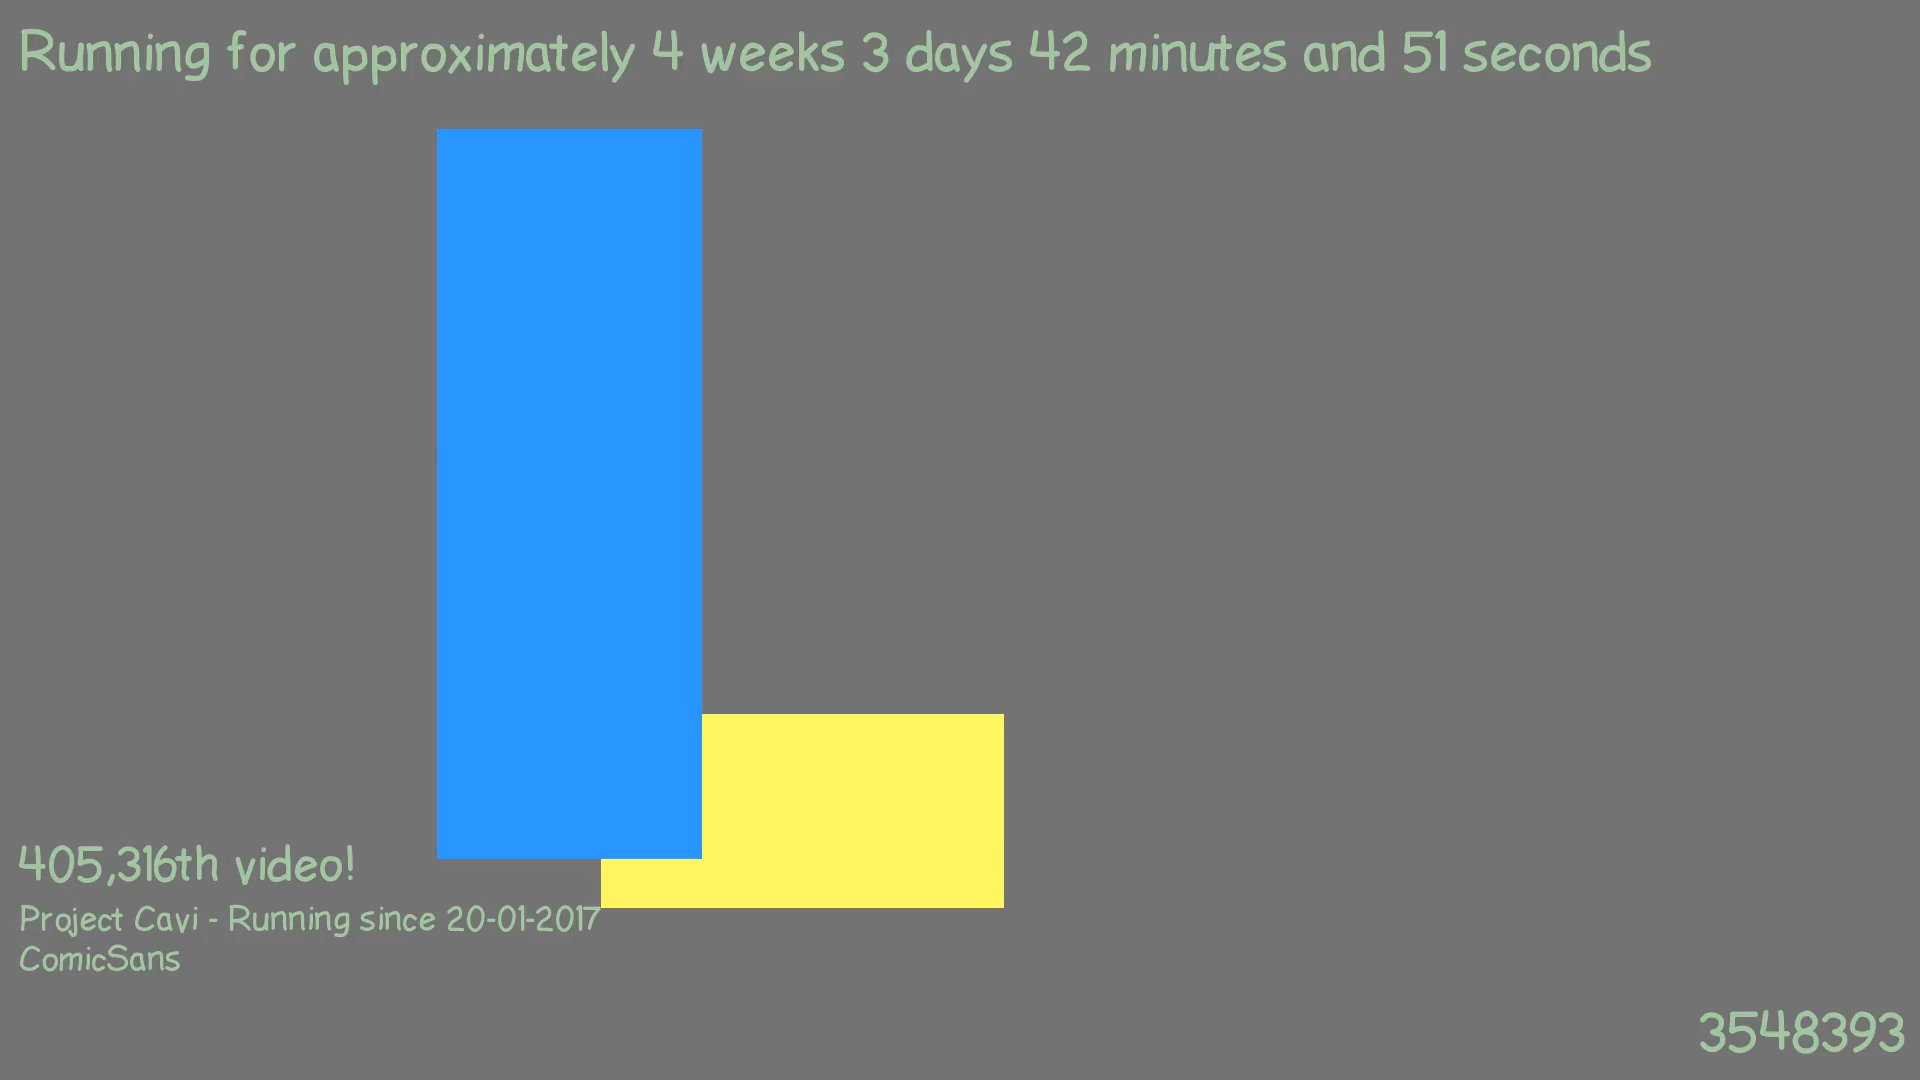 Running for approximately 4 weeks 3 days 42 minutes and 51 seconds
405,316th video!
Project Cavi - Running since 20-01-2017
ComicSans
3548393